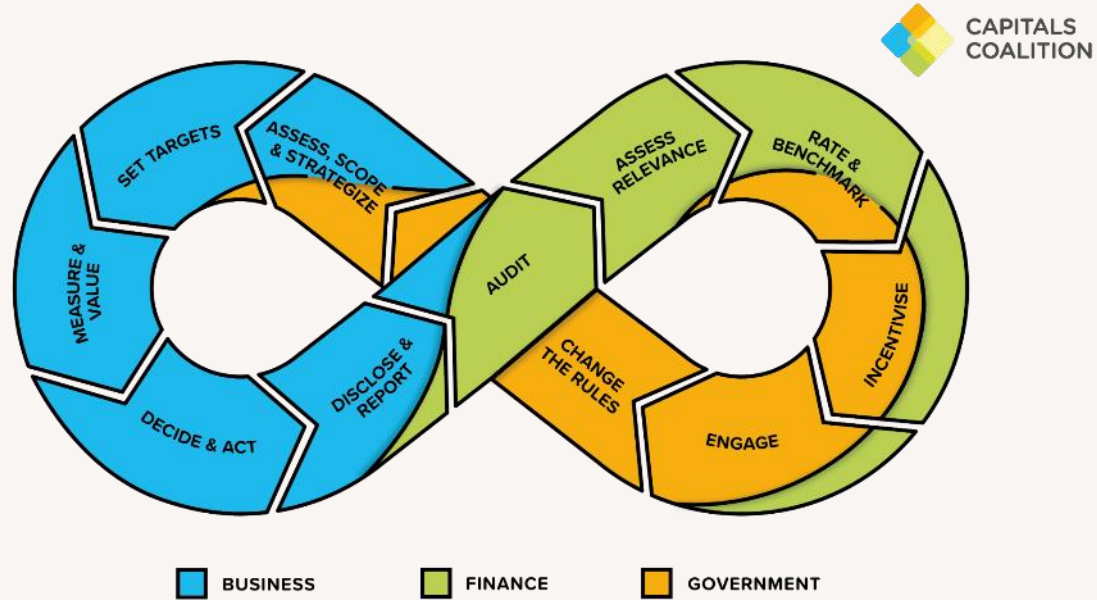 CAPITALS
COALITION
ASSESS, SCOPE
& STRATEGIZE
SET TARGETS
MEASURE &
VALUE
DECIDE & ACT
DISCLOSE &
REPORT
AUDIT
ASSESS
RELEVANCE
RATE &
BENCHMARK
INCENTIVISE
ENGAGE
CHANGE
THE RULES
BUSINESS
FINANCE
GOVERNMENT